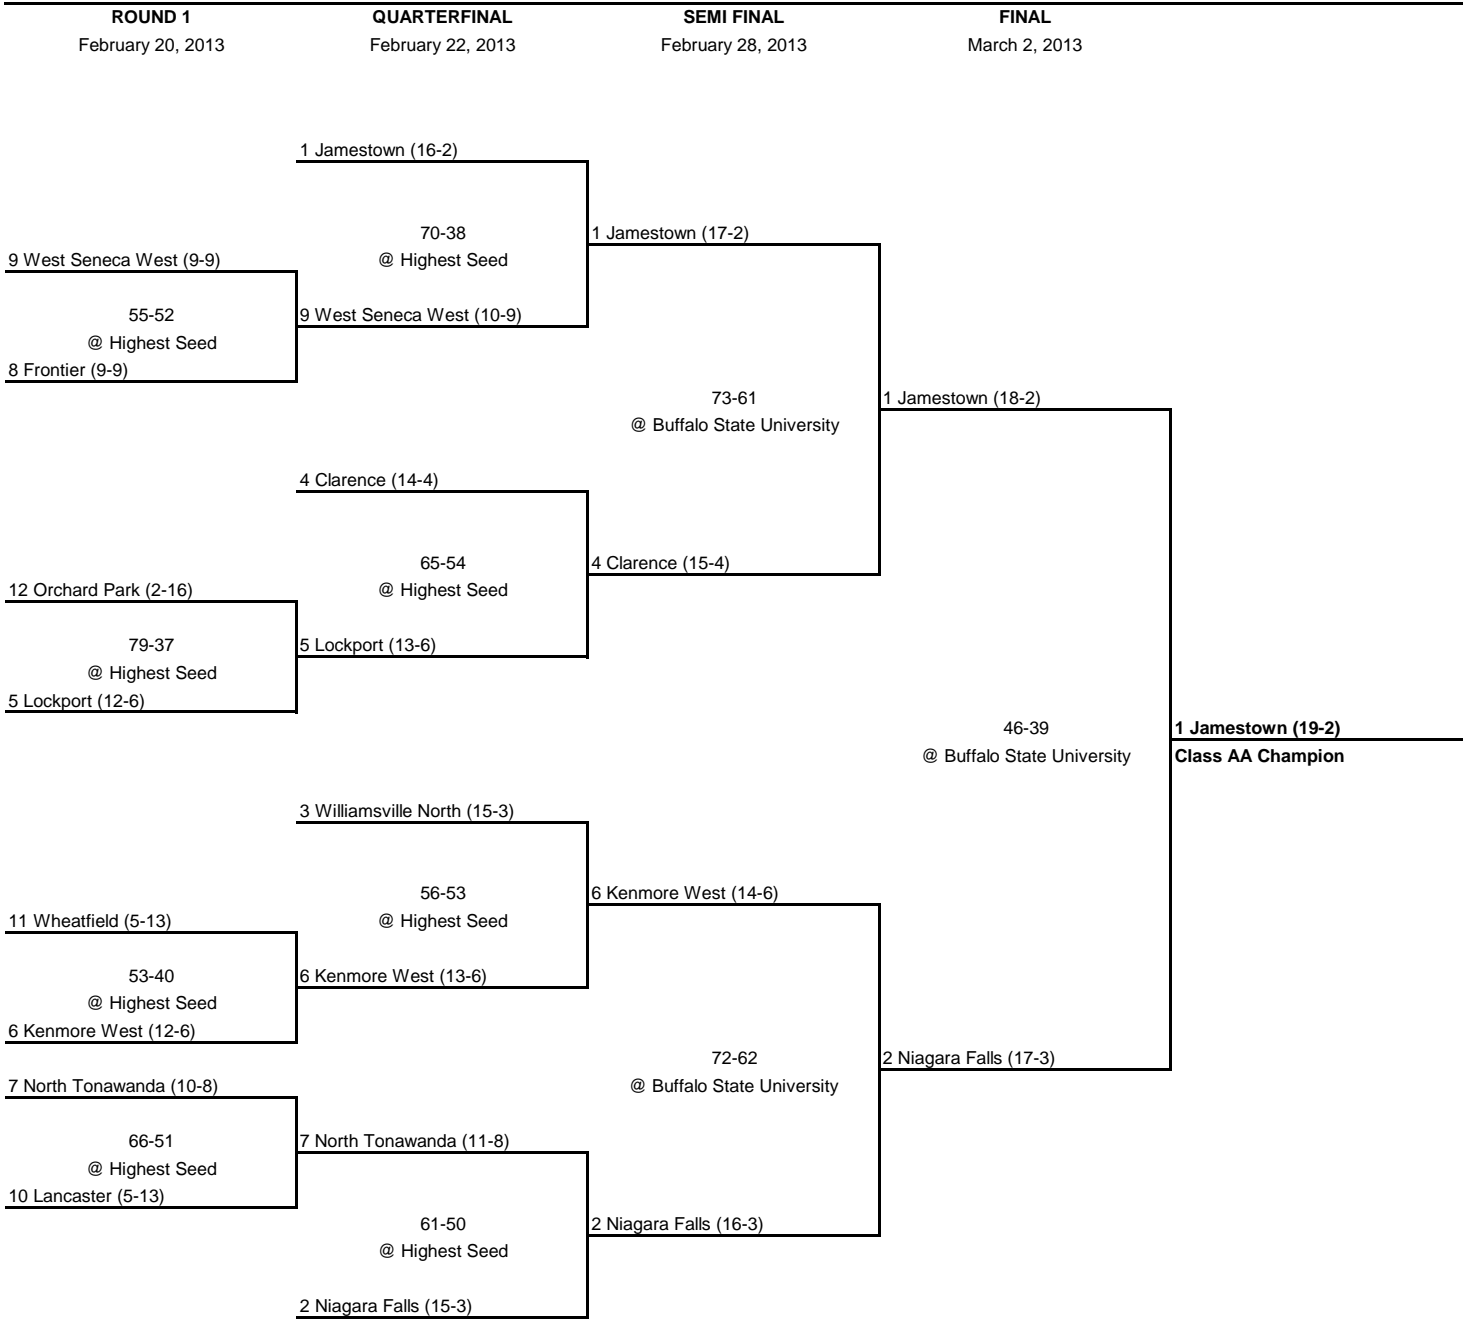 ROUND 1 QUARTERFINAL SEMI FINAL FINAL
February 20, 2013 February 22, 2013 February 28, 2013 March 2, 2013
1 Jamestown (16-2)
70-38 1 Jamestown (17-2)
9 West Seneca West (9-9) @ Highest Seed
55-52 9 West Seneca West (10-9)
@ Highest Seed
8 Frontier (9-9)
73-61 1 Jamestown (18-2)
@ Buffalo State University
4 Clarence (14-4)
65-54 4 Clarence (15-4)
12 Orchard Park (2-16) @ Highest Seed
79-37 5 Lockport (13-6)
@ Highest Seed
5 Lockport (12-6)
46-39 1 Jamestown (19-2)
@ Buffalo State University Class AA Champion
3 Williamsville North (15-3)
56-53 6 Kenmore West (14-6)
11 Wheatfield (5-13) @ Highest Seed
53-40 6 Kenmore West (13-6)
@ Highest Seed
6 Kenmore West (12-6)
72-62 2 Niagara Falls (17-3)
7 North Tonawanda (10-8) @ Buffalo State University
66-51 7 North Tonawanda (11-8)
@ Highest Seed
10 Lancaster (5-13)
61-50 2 Niagara Falls (16-3)
@ Highest Seed
2 Niagara Falls (15-3)